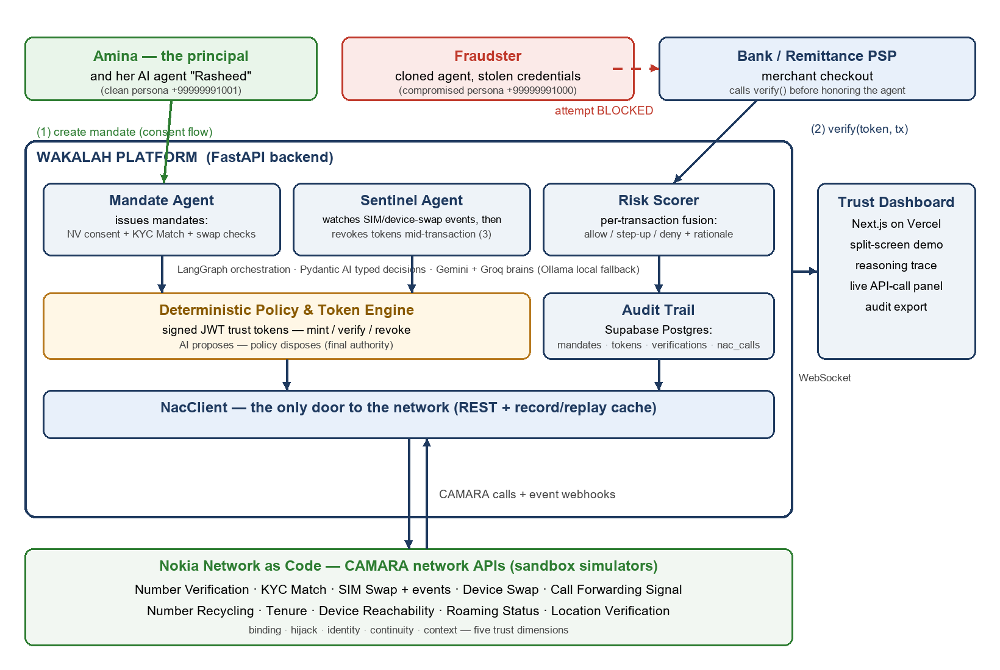 Amina — the principal
and her AI agent "Rasheed"
(clean persona +99999991001)
Fraudster
cloned agent, stolen credentials
(compromised persona +99999991000)
Bank / Remittance PSP
merchant checkout
calls verify() before honoring the agent
attempt BLOCKED
(1) create mandate (consent flow)
(2) verify(token, tx)
WAKALAH PLATFORM (FastAPI backend)
Mandate Agent
issues mandates:
NV consent + KYC Match + swap checks
Sentinel Agent
watches SIM/device-swap events, then
revokes tokens mid-transaction (3)
Risk Scorer
per-transaction fusion:
allow / step-up / deny + rationale
Trust Dashboard
Next.js on Vercel
split-screen demo
reasoning trace
live API-call panel
audit export
LangGraph orchestration · Pydantic AI typed decisions · Gemini + Groq brains (Ollama local fallback)
Deterministic Policy & Token Engine
signed JWT trust tokens — mint / verify / revoke
AI proposes — policy disposes (final authority)
Audit Trail
Supabase Postgres:
mandates · tokens · verifications · nac_calls
WebSocket
NacClient — the only door to the network (REST + record/replay cache)
CAMARA calls + event webhooks
Nokia Network as Code — CAMARA network APIs (sandbox simulators)
Number Verification · KYC Match · SIM Swap + events · Device Swap · Call Forwarding Signal
Number Recycling · Tenure · Device Reachability · Roaming Status · Location Verification
binding · hijack · identity · continuity · context — five trust dimensions